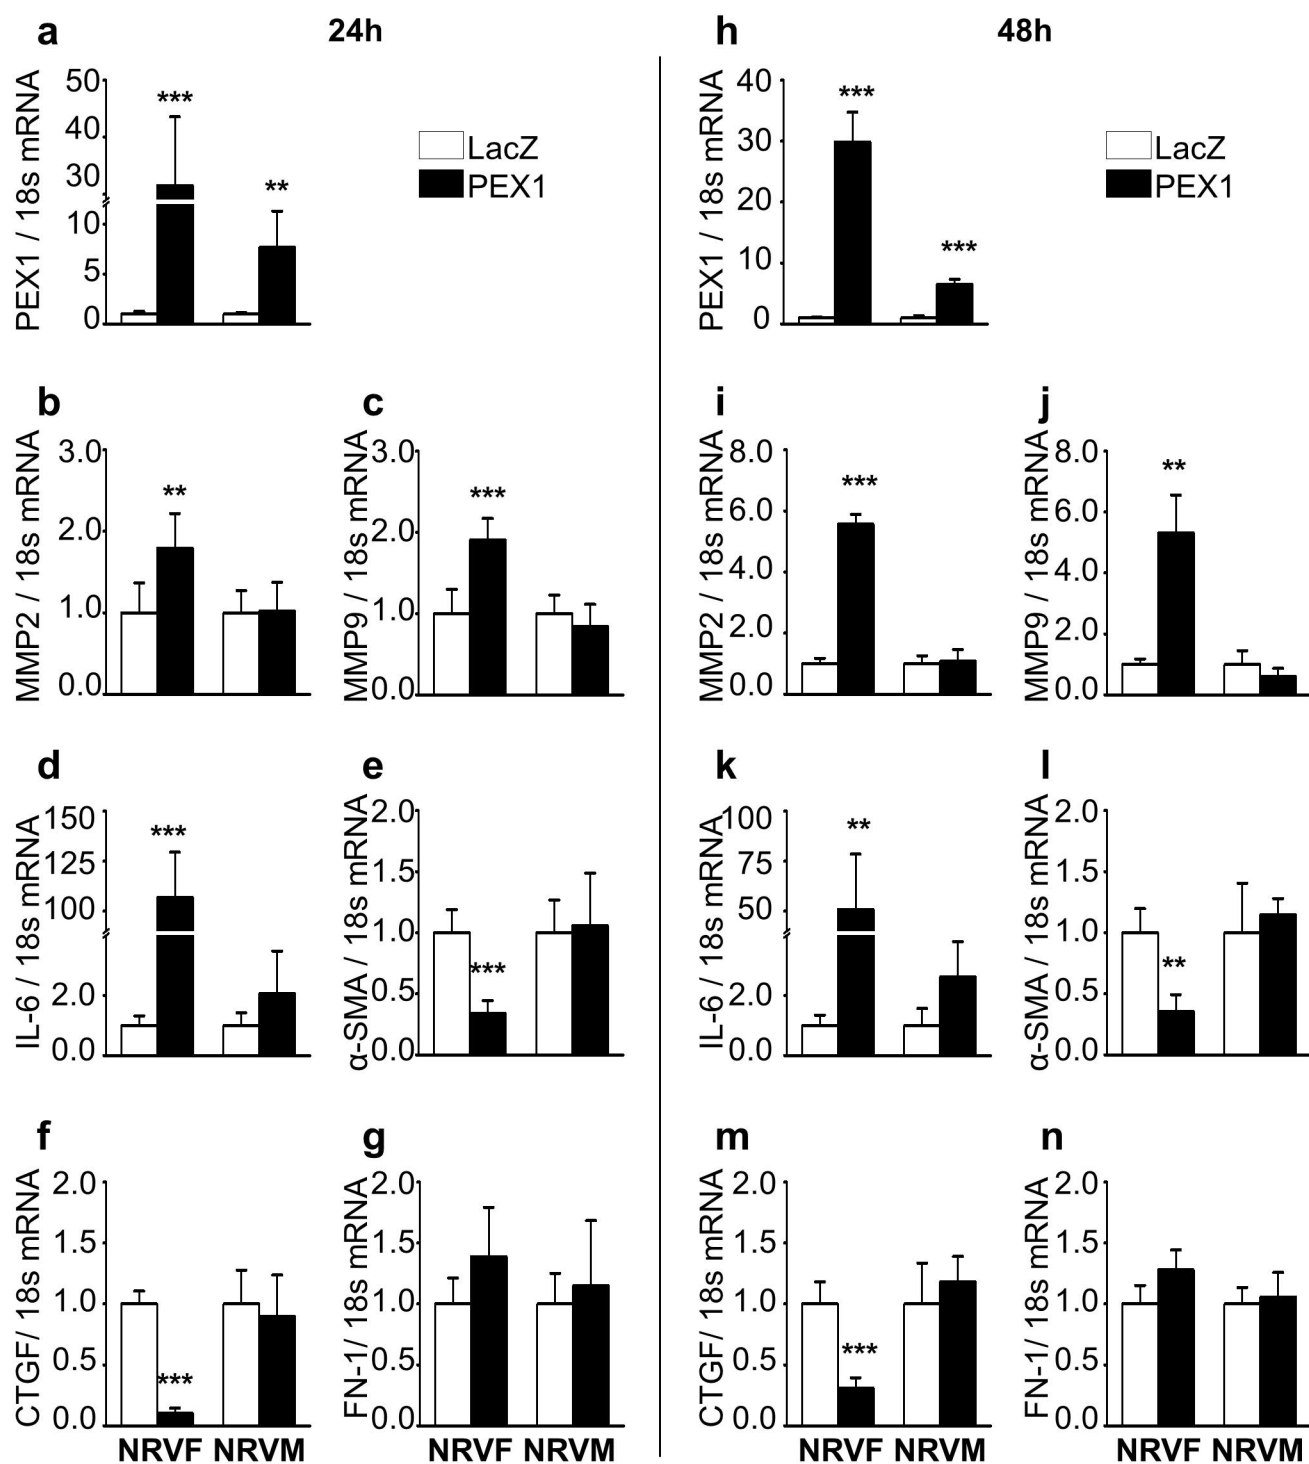 a
24h
h
48h
PEX1 / 18s mRNA
50
40
30
10
5
0
***
**
LacZ
PEX1
PEX1 / 18s mRNA
40
30
20
10
0
***
***
LacZ
PEX1
b
MMP2 / 18s mRNA
3.0
2.0
1.0
0.0
**
c
MMP9 / 18s mRNA
3.0
2.0
1.0
0.0
***
i
MMP2 / 18s mRNA
8.0
6.0
4.0
2.0
0.0
***
j
MMP9 / 18s mRNA
8.0
6.0
4.0
2.0
0.0
**
d
IL-6 / 18s mRNA
150
125
100
2.0
0.0
***
e
α-SMA / 18s mRNA
2.0
1.5
1.0
0.5
0.0
***
k
IL-6 / 18s mRNA
100
75
50
2.0
0.0
**
l
α-SMA / 18s mRNA
2.0
1.5
1.0
0.5
0.0
**
f
CTGF/ 18s mRNA
2.0
1.5
1.0
0.5
0.0
***
NRVF NRVM
g
FN-1/ 18s mRNA
2.0
1.5
1.0
0.5
0.0
NRVF NRVM
m
CTGF/ 18s mRNA
2.0
1.5
1.0
0.5
0.0
***
NRVF NRVM
n
FN-1/ 18s mRNA
2.0
1.5
1.0
0.5
0.0
NRVF NRVM